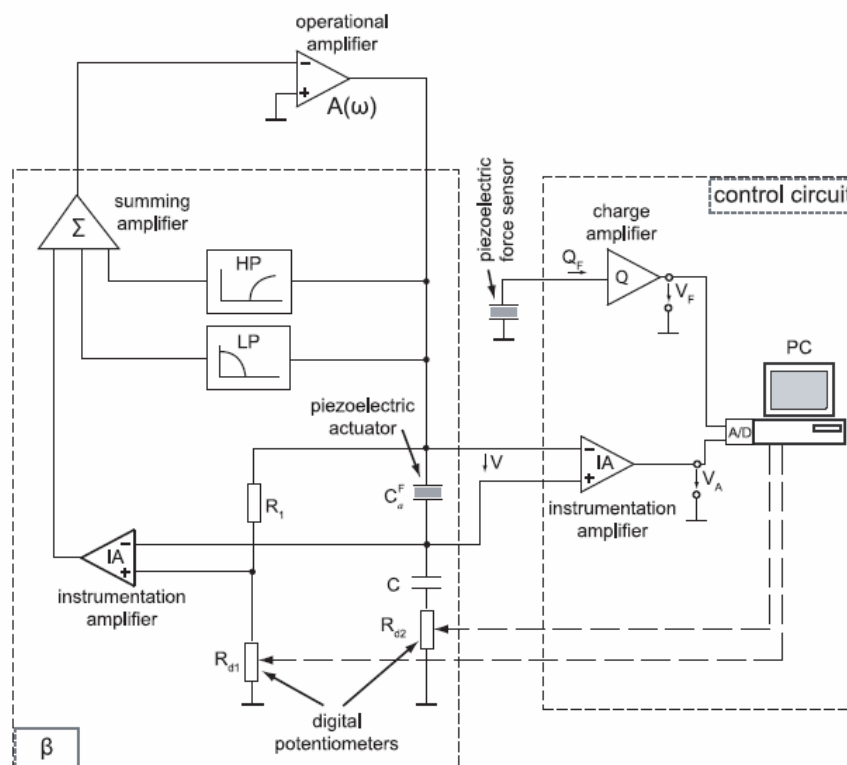 operational
amplifier
A(ω)
summing
amplifier
Σ
HP
LP
piezoelectric
force sensor
control circuit
charge
amplifier
Q_F
Q
V_F
PC
A/D
piezoelectric
actuator
V
C_a^F
R_1
IA
V_A
instrumentation
amplifier
IA
instrumentation
amplifier
C
R_d2
R_d1
digital
potentiometers
β